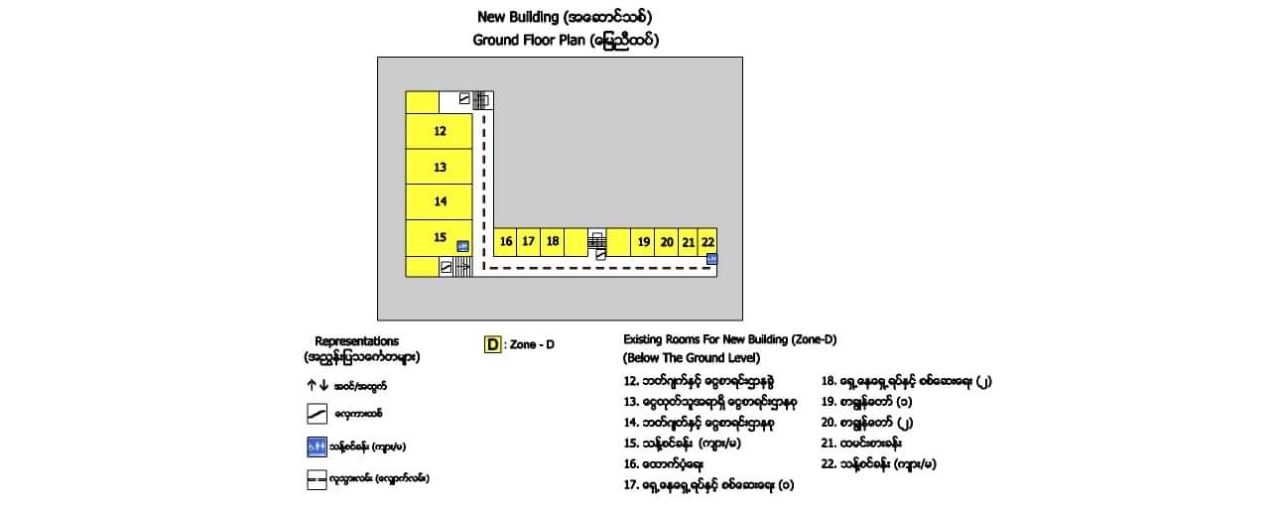 New Building (အဆောင်သစ်)
Ground Floor Plan (မြေညီထပ်)
12
13
14
15
16 17 18 19 20 21 22
Representations
(အညွှန်းပြသင်္ကေတများ)
အဝင်/အထွက်
လှေကားထစ်
သန့်စင်ခန်း (ကျား/မ)
လူသွားလမ်း (လျှောက်လမ်း)
D : Zone - D
Existing Rooms For New Building (Zone-D)
(Below The Ground Level)
12. ဘတ်ဂျက်နှင့် ငွေစာရင်းဌာနခွဲ
13. ငွေထုတ်သူအရာရှိ ငွေစာရင်းဌာနစု
14. ဘတ်ဂျတ်နှင့် ငွေစာရင်းဌာနစု
15. သန့်စင်ခန်း (ကျား/မ)
16. ထောက်ပံ့ရေး
17. ရှေ့နေရှေ့ရပ်နှင့် စစ်ဆေးရေး (၁)
18. ရှေ့နေရှေ့ရပ်နှင့် စစ်ဆေးရေး (၂)
19. စာချွန်တော် (၁)
20. စာချွန်တော် (၂)
21. ထမင်းစားခန်း
22. သန့်စင်ခန်း (ကျား/မ)